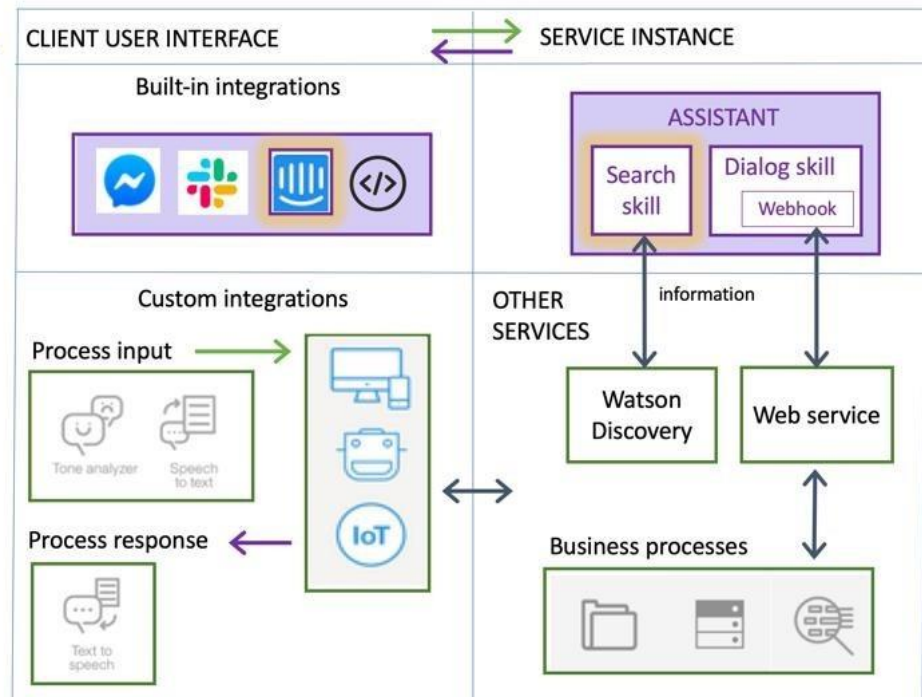 CLIENT USER INTERFACE
SERVICE INSTANCE
Built-in integrations
</>
ASSISTANT
Search
skill
Dialog skill
Webhook
Custom integrations
Process input
Tone analyzer
Speech
to text
IoT
Process response
Text to
speech
OTHER
SERVICES
information
Watson
Discovery
Web service
Business processes